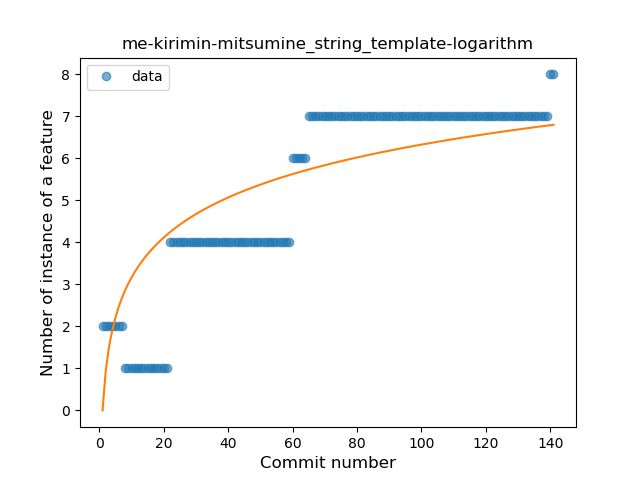 me-kirimin-mitsumine_string_template-logarithm
data
Number of instance of a feature
8
7
6
5
4
3
2
1
0
0 20 40 60 80 100 120 140
Commit number